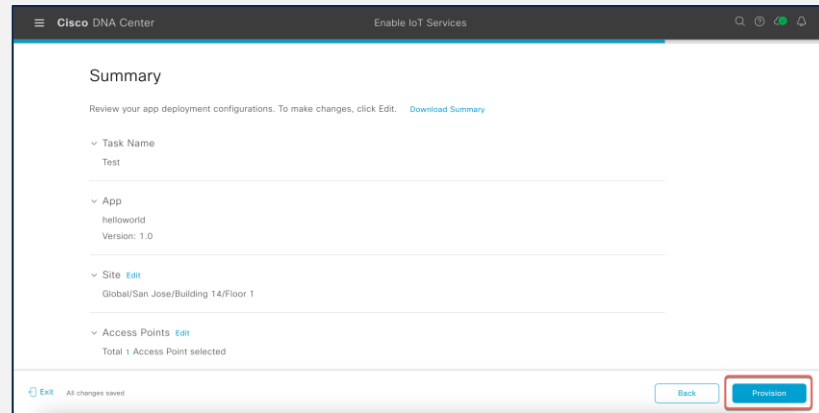 Cisco DNA Center
Enable IoT Services
Summary
Review your app deployment configurations. To make changes, click Edit. Download Summary
Task Name
Test
App
helloworld
Version: 1.0
Site Edit
Global/San Jose/Building 14/Floor 1
Access Points Edit
Total 1 Access Point selected
Exit All changes saved
Back
Provision